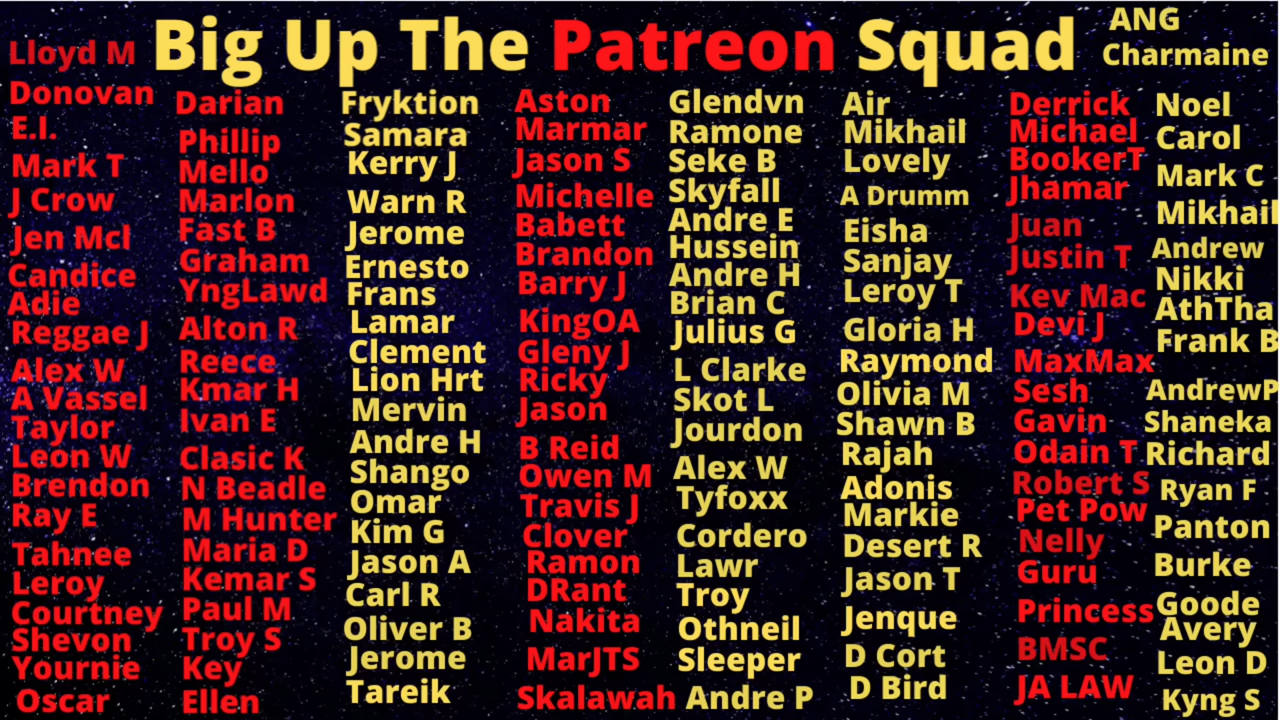 Big Up The Patreon Squad
Lloyd M
Donovan
E.I.
Mark T
J Crow
Jen Mcl
Candice
Adie
Reggae J
Alex W
A Vassel
Taylor
Leon W
Brendon
Ray E
Tahnee
Leroy
Courtney
Shevon
Yournie
Oscar
Darian
Phillip
Mello
Marlon
Fast B
Graham
YngLawd
Alton R
Reece
Kmar H
Ivan E
Clasic K
N Beadle
M Hunter
Maria D
Kemar S
Paul M
Troy S
Key
Ellen
Fryktion
Samara
Kerry J
Warn R
Jerome
Ernesto
Frans
Lamar
Clement
Lion Hrt
Mervin
Andre H
Shango
Omar
Kim G
Jason A
Carl R
Oliver B
Jerome
Tareik
Aston
Marmar
Jason S
Michelle
Babett
Brandon
Barry J
KingOA
Gleny J
Ricky
Jason
B Reid
Owen M
Travis J
Clover
Ramon
DRant
Nakita
MarJTS
Skalawah
Glendvn
Ramone
Seke B
Skyfall
Andre E
Hussein
Andre H
Brian C
Julius G
L Clarke
Skot L
Jourdon
Alex W
Tyfoxx
Cordero
Lawr
Troy
Othneil
Sleeper
Andre P
Air
Mikhail
Lovely
A Drumm
Eisha
Sanjay
Leroy T
Gloria H
Raymond
Olivia M
Shawn B
Rajah
Adonis
Markie
Desert R
Jason T
Jenque
D Cort
D Bird
Derrick
Michael
BookerT
Jhamar
Juan
Justin T
Kev Mac
Devi J
MaxMax
Sesh
Gavin
Odain T
Robert S
Pet Pow
Nelly
Guru
Princess
BMSC
JA LAW
ANG
Charmaine
Noel
Carol
Mark C
Mikhail
Andrew
Nikki
AthTha
Frank B
AndrewP
Shaneka
Richard
Ryan F
Panton
Burke
Goode
Avery
Leon D
Kyng S